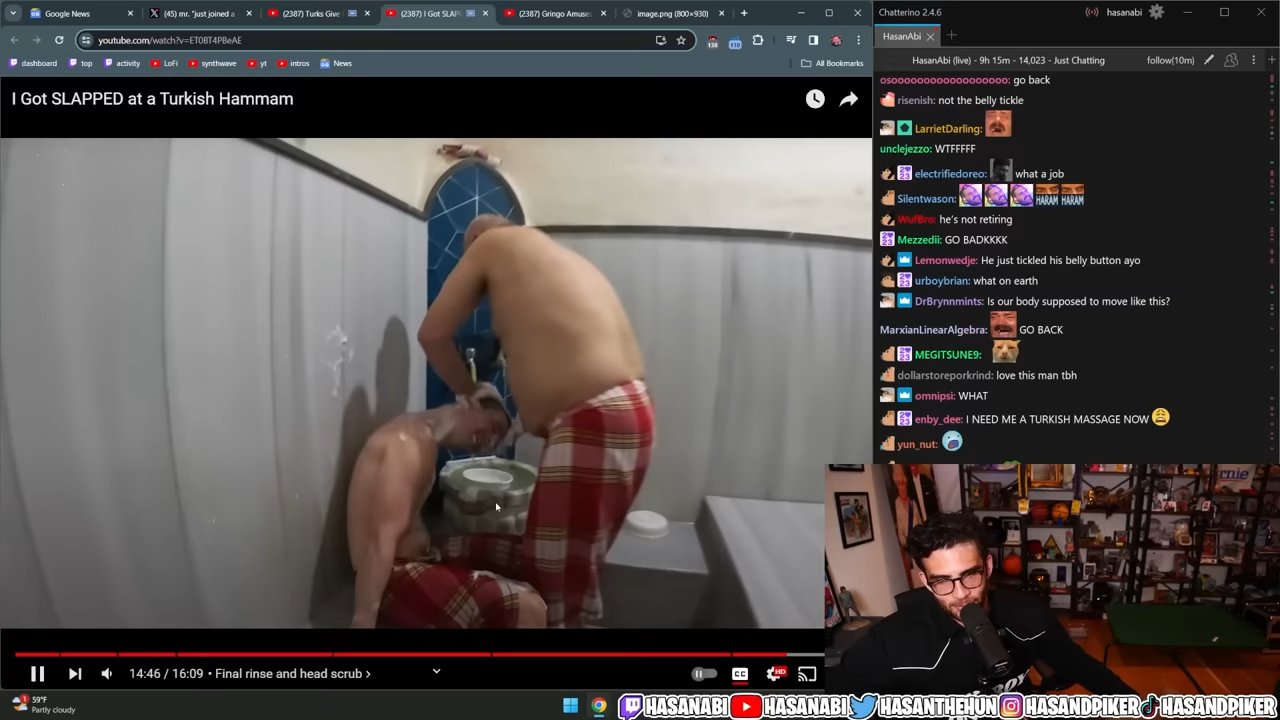 Google News
(45) mr. "just joined a
(2387) Turks Give
(2387) I Got SLAP
(2387) Gringo Amuse
image.png (800×930)
youtube.com/watch?v=ET0BT4PBeAE
138
110
dashboard
top
activity
LoFi
synthwave
yt
intros
News
All Bookmarks
I Got SLAPPED at a Turkish Hammam
14:46 / 16:09 • Final rinse and head scrub ›
CC
HD
1
59°F
Partly cloudy
Chatterino 2.4.6
hasanabi
HasanAbi
HasanAbi (live) - 9h 15m - 14,023 - Just Chatting
follow(10m)
go back
risenish: not the belly tickle
LarrietDarling:
unclejezzo: WTFFFFF
electrifiedoreo: what a job
Silentwason: HARAM HARAM
WufBro: he's not retiring
Mezzedii: GO BADKKKK
Lemonwedje: He just tickled his belly button ayo
urboybrian: what on earth
DrBrynnmints: Is our body supposed to move like this?
MarxianLinearAlgebra: GO BACK
MEGITSUNE9:
dollarstoreporkrind: love this man tbh
omnipsi: WHAT
enby_dee: I NEED ME A TURKISH MASSAGE NOW
yun_nut:
HASANABI
HASANABI
HASANTHEHUN
HASANDPIKER
HASANDPIKER